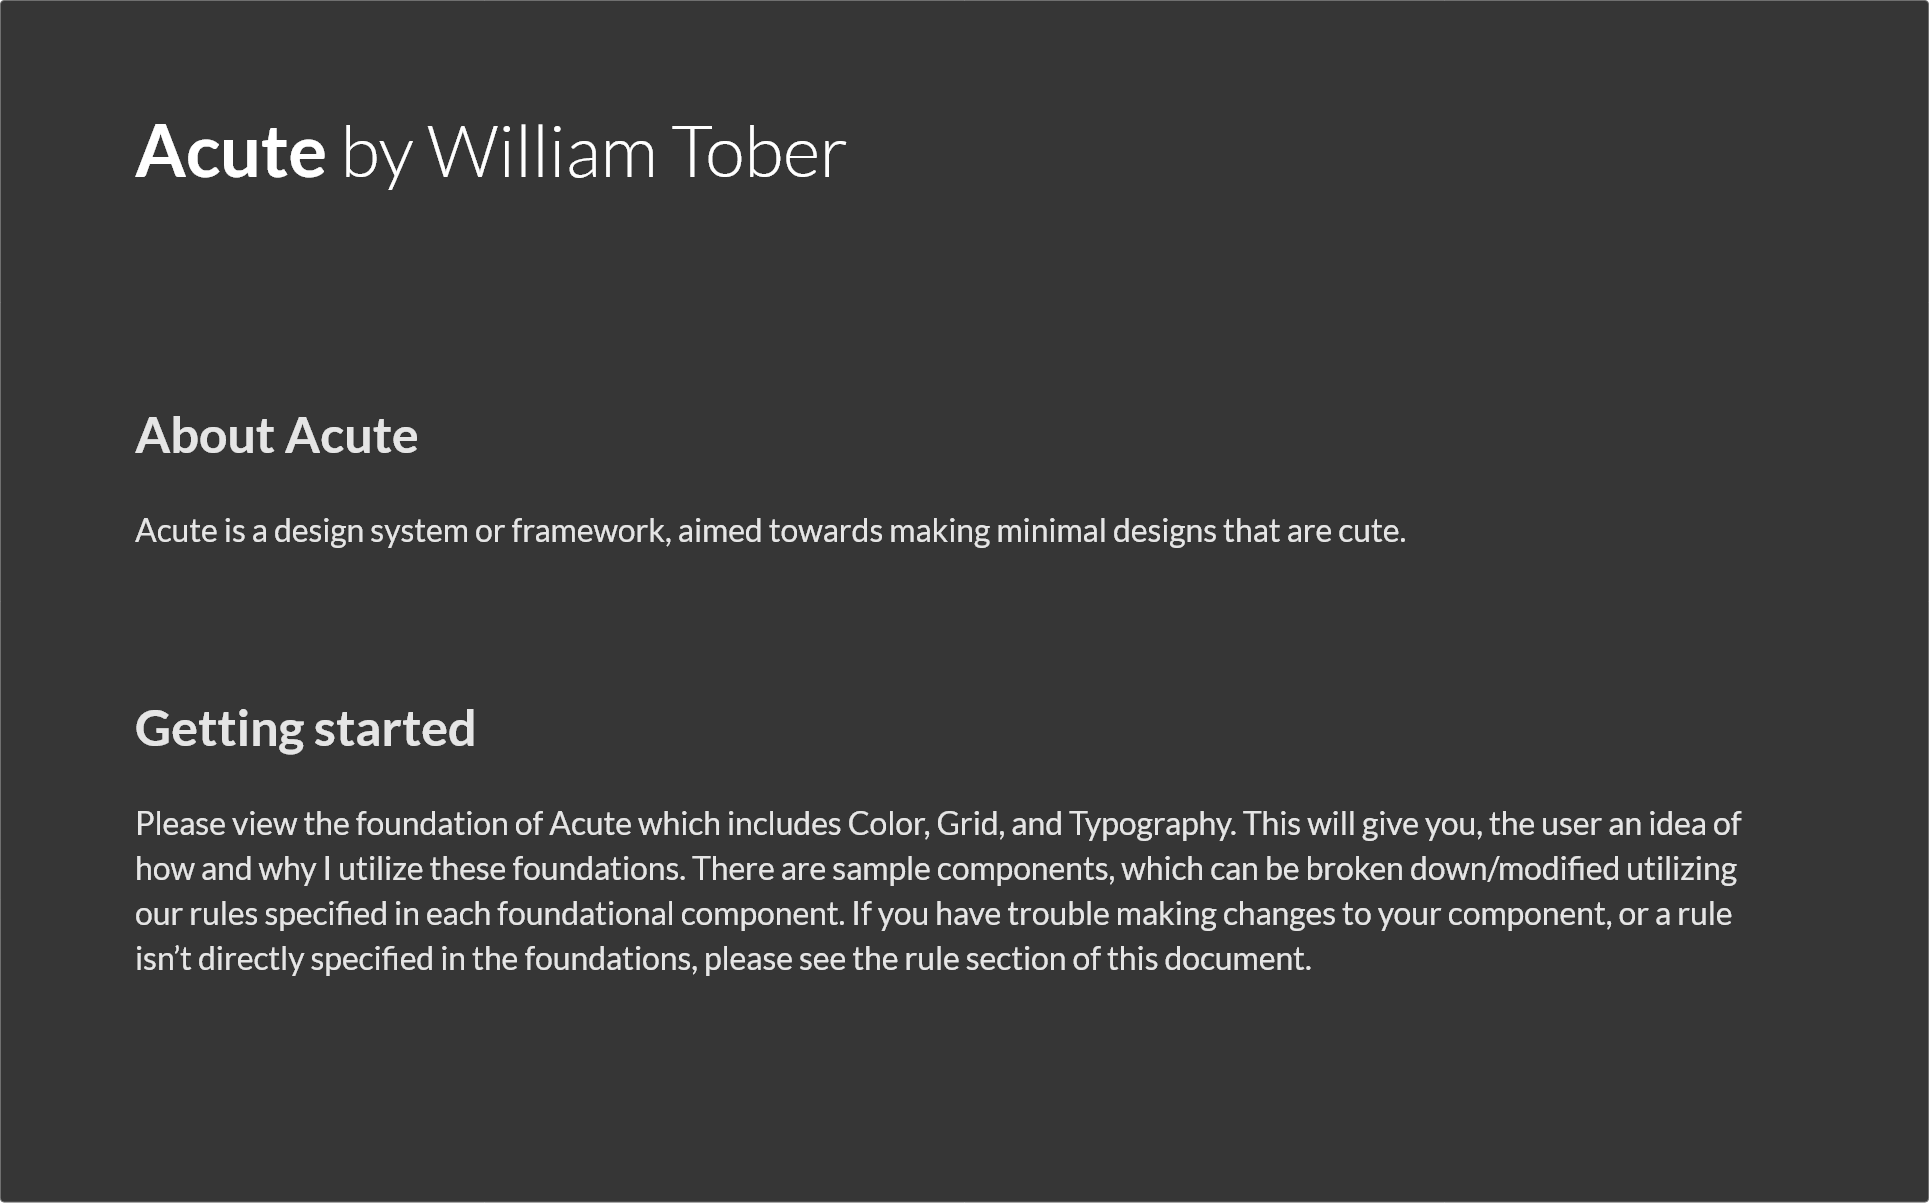 Acute by William Tober
About Acute
Acute is a design system or framework, aimed towards making minimal designs that are cute.
Getting started
Please view the foundation of Acute which includes Color, Grid, and Typography. This will give you, the user an idea of
how and why I utilize these foundations. There are sample components, which can be broken down/modified utilizing
our rules specified in each foundational component. If you have trouble making changes to your component, or a rule
isn’t directly specified in the foundations, please see the rule section of this document.